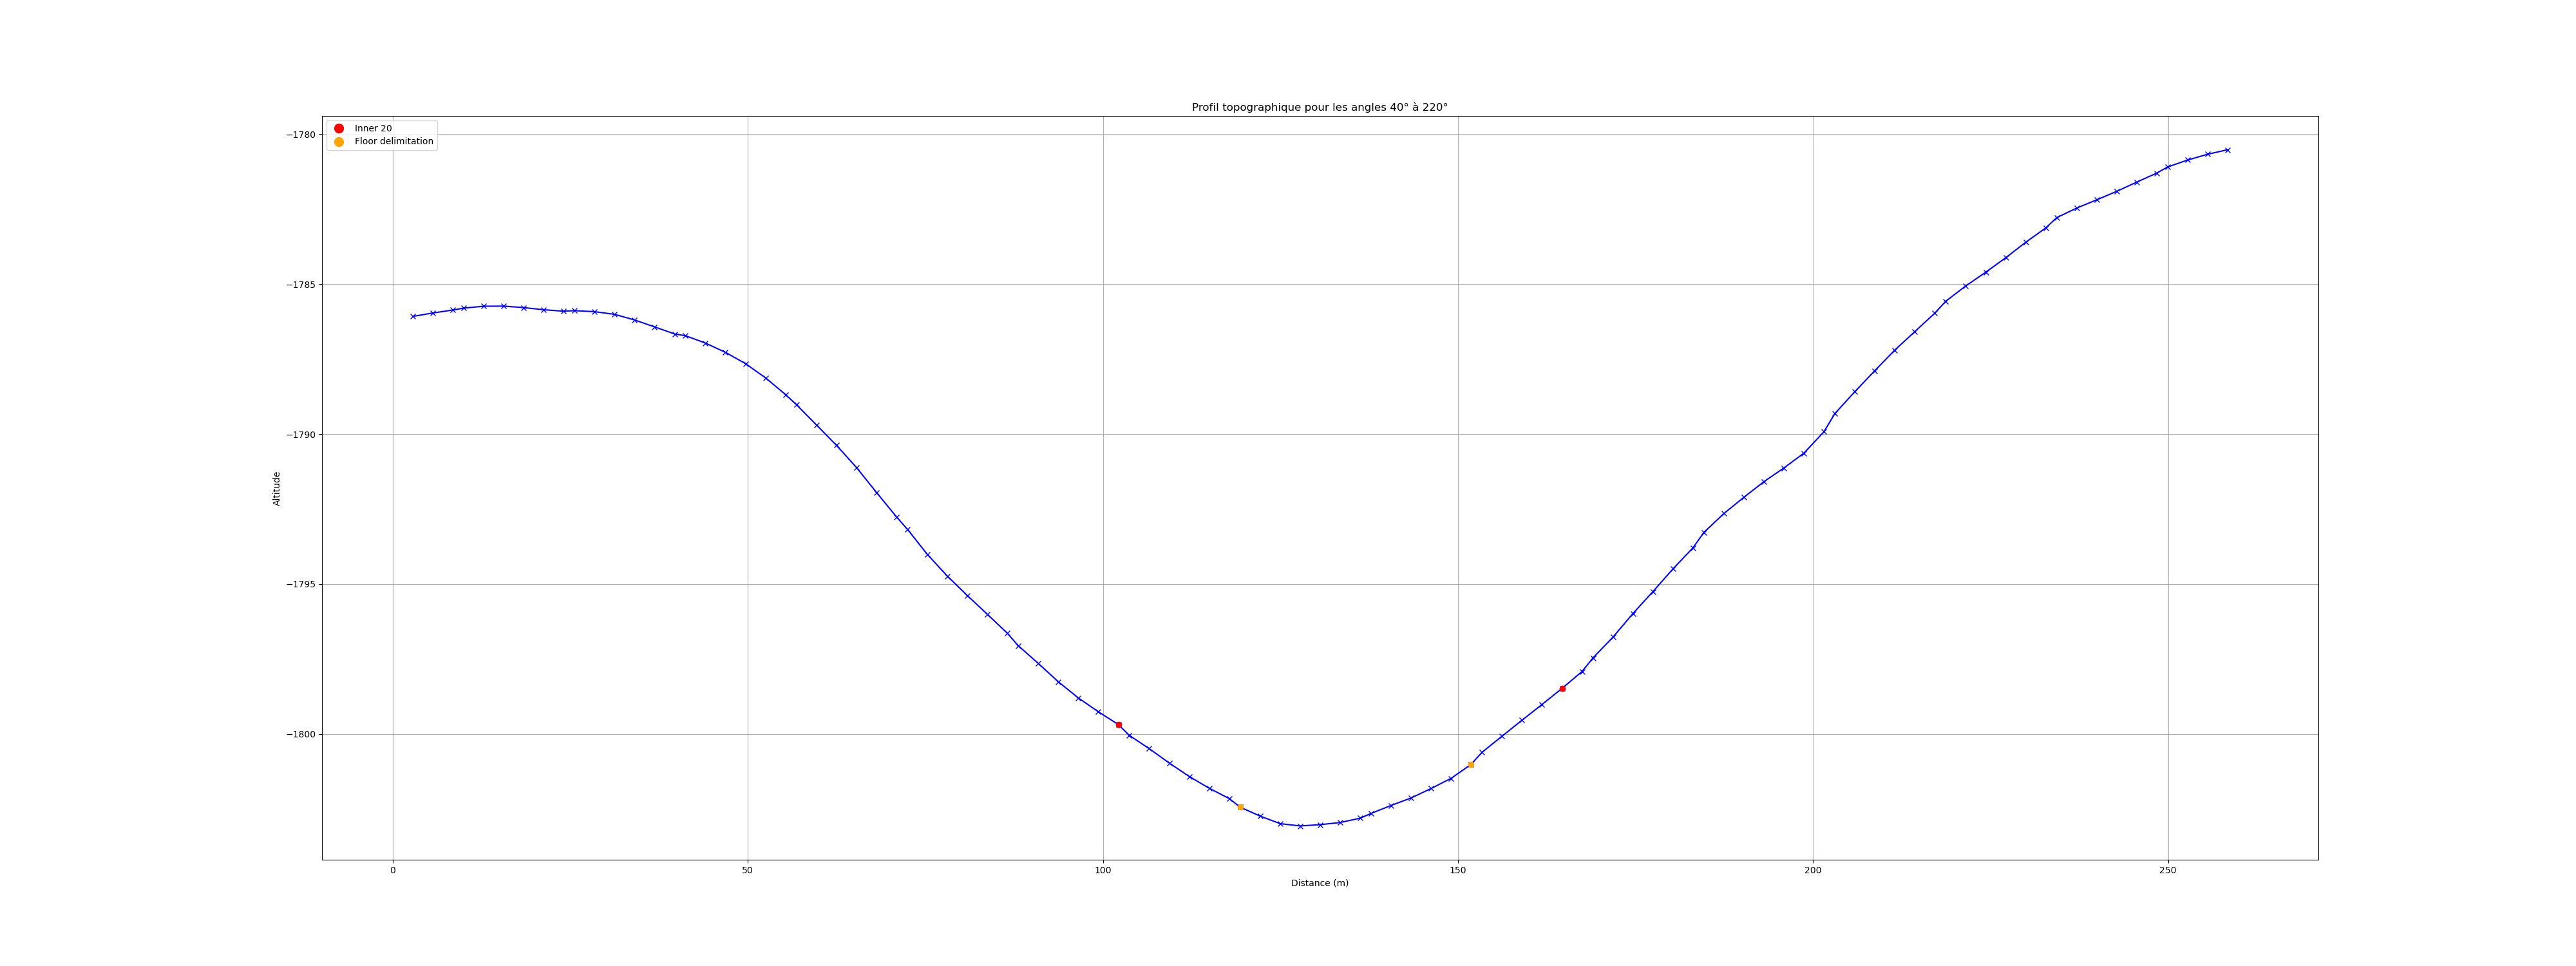 Profil topographique pour les angles 40° à 220°
Inner 20
Floor delimitation
−1780
−1785
−1790
−1795
−1800
Altitude
0
50
100
150
200
250
Distance (m)